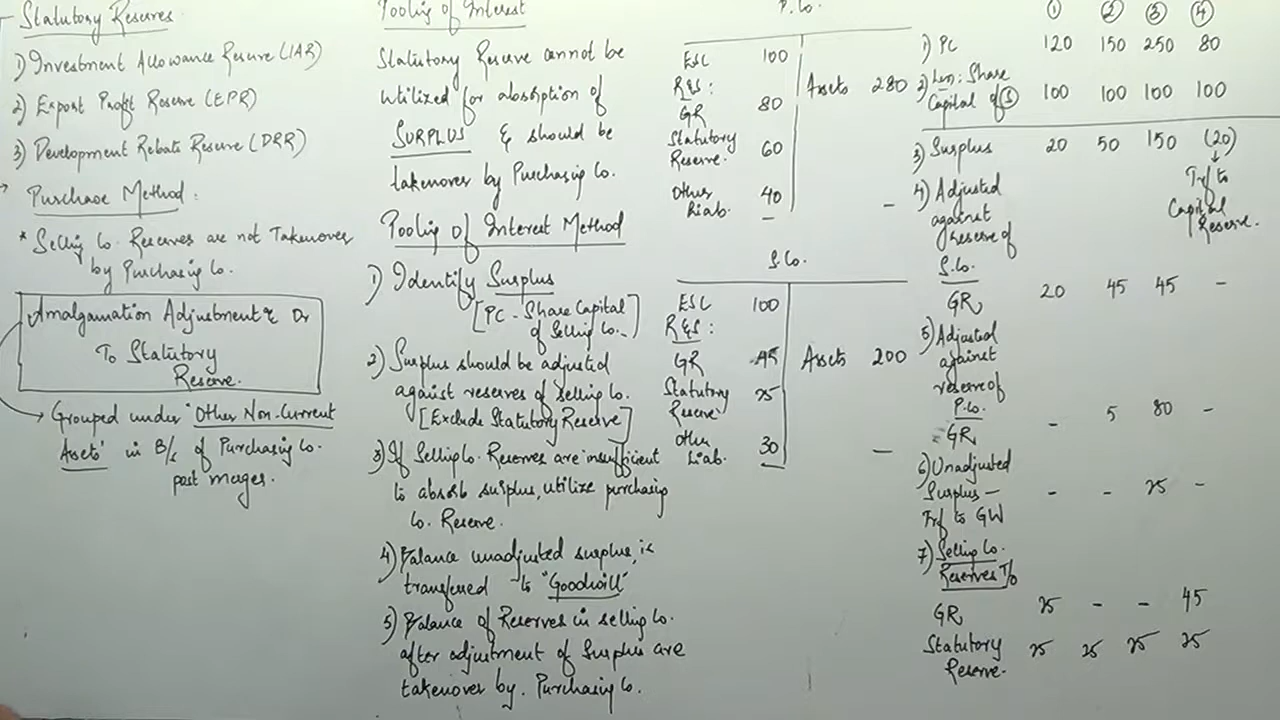 Statutory Reserves
1) Investment Allowance Reserve (IAR)
2) Export Profit Reserve (EPR)
3) Development Rebate Reserve (DRR)
Purchase Method.
* Selling Co. Reserves are not Takenover
by Purchasing Co.
Amalgamation Adjustment Dr
To Statutory
Reserve.
Grouped under 'Other Non-Current
Assets' in B/s of Purchasing Co.
post merger.
Pooling of Interest
Statutory Reserve cannot be
Utilized for absorption of
SURPLUS & should be
takenover by Purchasing Co.
Pooling Of Interest Method
1) Identify Surplus
[PC - Share Capital
of Selling Co.]
2) Surplus should be adjusted
against reserves of Selling Co.
[Exclude Statutory Reserve]
3) If Selling Co. Reserves are insufficient
to absorb surplus, utilize purchasing
Co. Reserve.
4) Balance unadjusted surplus, is
transferred to "Goodwill"
5) Balance of Reserves in selling Co.
after adjustment of Surplus are
takenover by. Purchasing Co.
P. Co.
ESC 100
R&S:
Assets 280
GR 80
Statutory
Reserve. 60
Other
Liab. 40
S. Co.
ESC 100
R&S:
GR 45 Assets 200
Statutory
Reserve 25
Other
Liab. 30
① ② ③ ④
1) PC 120 150 250 80
2) Less: Share
Capital of Ⓢ 100 100 100 100
3) Surplus 20 50 150 (20)
Trf to
Capital
Reserve.
4) Adjusted
against
reserve of
S. Co.
GR 20 45 45 -
5) Adjusted
against
reserve of
P. Co.
GR - 5 80 -
6) Unadjusted
Surplus - - - 25 -
Trf to GW
7) Selling Co.
Reserves T/o
GR 25 - - 45
Statutory
Reserve. 25 25 25 25